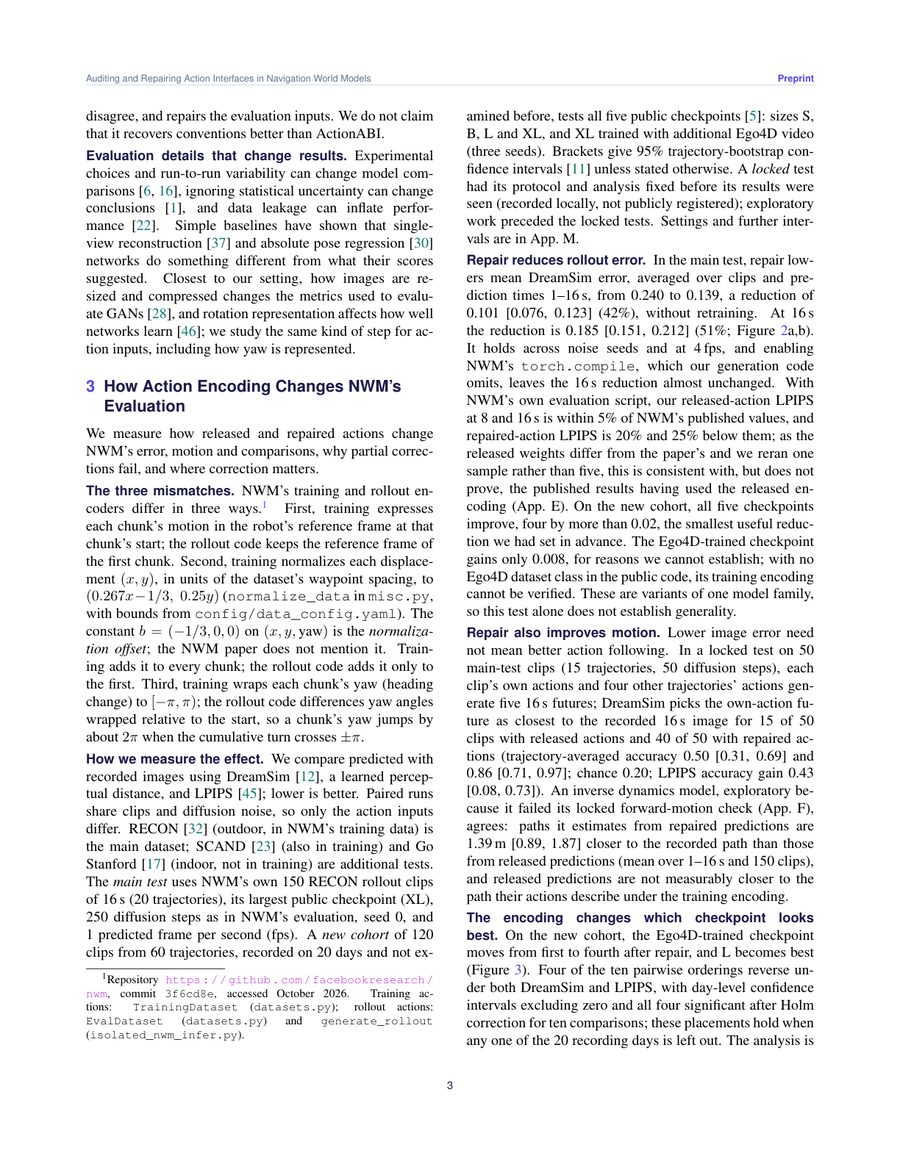 Auditing and Repairing Action Interfaces in Navigation World Models
Preprint
disagree, and repairs the evaluation inputs. We do not claim
that it recovers conventions better than ActionABI.
Evaluation details that change results. Experimental
choices and run-to-run variability can change model com-
parisons [6, 16], ignoring statistical uncertainty can change
conclusions [1], and data leakage can inflate perfor-
mance [22]. Simple baselines have shown that single-
view reconstruction [37] and absolute pose regression [30]
networks do something different from what their scores
suggested. Closest to our setting, how images are re-
sized and compressed changes the metrics used to evalu-
ate GANs [28], and rotation representation affects how well
networks learn [46]; we study the same kind of step for ac-
tion inputs, including how yaw is represented.
3 How Action Encoding Changes NWM's
Evaluation
We measure how released and repaired actions change
NWM's error, motion and comparisons, why partial correc-
tions fail, and where correction matters.
The three mismatches. NWM's training and rollout en-
coders differ in three ways.1 First, training expresses
each chunk's motion in the robot's reference frame at that
chunk's start; the rollout code keeps the reference frame of
the first chunk. Second, training normalizes each displace-
ment (x, y), in units of the dataset's waypoint spacing, to
(0.267x−1/3, 0.25y) (normalize_data in misc.py,
with bounds from config/data_config.yaml). The
constant b = (−1/3, 0, 0) on (x, y, yaw) is the normaliza-
tion offset; the NWM paper does not mention it. Train-
ing adds it to every chunk; the rollout code adds it only to
the first. Third, training wraps each chunk's yaw (heading
change) to [−π, π); the rollout code differences yaw angles
wrapped relative to the start, so a chunk's yaw jumps by
about 2π when the cumulative turn crosses ±π.
How we measure the effect. We compare predicted with
recorded images using DreamSim [12], a learned percep-
tual distance, and LPIPS [45]; lower is better. Paired runs
share clips and diffusion noise, so only the action inputs
differ. RECON [32] (outdoor, in NWM's training data) is
the main dataset; SCAND [23] (also in training) and Go
Stanford [17] (indoor, not in training) are additional tests.
The main test uses NWM's own 150 RECON rollout clips
of 16 s (20 trajectories), its largest public checkpoint (XL),
250 diffusion steps as in NWM's evaluation, seed 0, and
1 predicted frame per second (fps). A new cohort of 120
clips from 60 trajectories, recorded on 20 days and not ex-
1Repository https://github.com/facebookresearch/
nwm, commit 3f6cd8e, accessed October 2026. Training ac-
tions: TrainingDataset (datasets.py); rollout actions:
EvalDataset (datasets.py) and generate_rollout
(isolated_nwm_infer.py).
amined before, tests all five public checkpoints [5]: sizes S,
B, L and XL, and XL trained with additional Ego4D video
(three seeds). Brackets give 95% trajectory-bootstrap con-
fidence intervals [11] unless stated otherwise. A locked test
had its protocol and analysis fixed before its results were
seen (recorded locally, not publicly registered); exploratory
work preceded the locked tests. Settings and further inter-
vals are in App. M.
Repair reduces rollout error. In the main test, repair low-
ers mean DreamSim error, averaged over clips and pre-
diction times 1–16 s, from 0.240 to 0.139, a reduction of
0.101 [0.076, 0.123] (42%), without retraining. At 16 s
the reduction is 0.185 [0.151, 0.212] (51%; Figure 2a,b).
It holds across noise seeds and at 4 fps, and enabling
NWM's torch.compile, which our generation code
omits, leaves the 16 s reduction almost unchanged. With
NWM's own evaluation script, our released-action LPIPS
at 8 and 16 s is within 5% of NWM's published values, and
repaired-action LPIPS is 20% and 25% below them; as the
released weights differ from the paper's and we reran one
sample rather than five, this is consistent with, but does not
prove, the published results having used the released en-
coding (App. E). On the new cohort, all five checkpoints
improve, four by more than 0.02, the smallest useful reduc-
tion we had set in advance. The Ego4D-trained checkpoint
gains only 0.008, for reasons we cannot establish; with no
Ego4D dataset class in the public code, its training encoding
cannot be verified. These are variants of one model family,
so this test alone does not establish generality.
Repair also improves motion. Lower image error need
not mean better action following. In a locked test on 50
main-test clips (15 trajectories, 50 diffusion steps), each
clip's own actions and four other trajectories' actions gen-
erate five 16 s futures; DreamSim picks the own-action fu-
ture as closest to the recorded 16 s image for 15 of 50
clips with released actions and 40 of 50 with repaired ac-
tions (trajectory-averaged accuracy 0.50 [0.31, 0.69] and
0.86 [0.71, 0.97]; chance 0.20; LPIPS accuracy gain 0.43
[0.08, 0.73]). An inverse dynamics model, exploratory be-
cause it failed its locked forward-motion check (App. F),
agrees: paths it estimates from repaired predictions are
1.39 m [0.89, 1.87] closer to the recorded path than those
from released predictions (mean over 1–16 s and 150 clips),
and released predictions are not measurably closer to the
path their actions describe under the training encoding.
The encoding changes which checkpoint looks
best. On the new cohort, the Ego4D-trained checkpoint
moves from first to fourth after repair, and L becomes best
(Figure 3). Four of the ten pairwise orderings reverse un-
der both DreamSim and LPIPS, with day-level confidence
intervals excluding zero and all four significant after Holm
correction for ten comparisons; these placements hold when
any one of the 20 recording days is left out. The analysis is
3